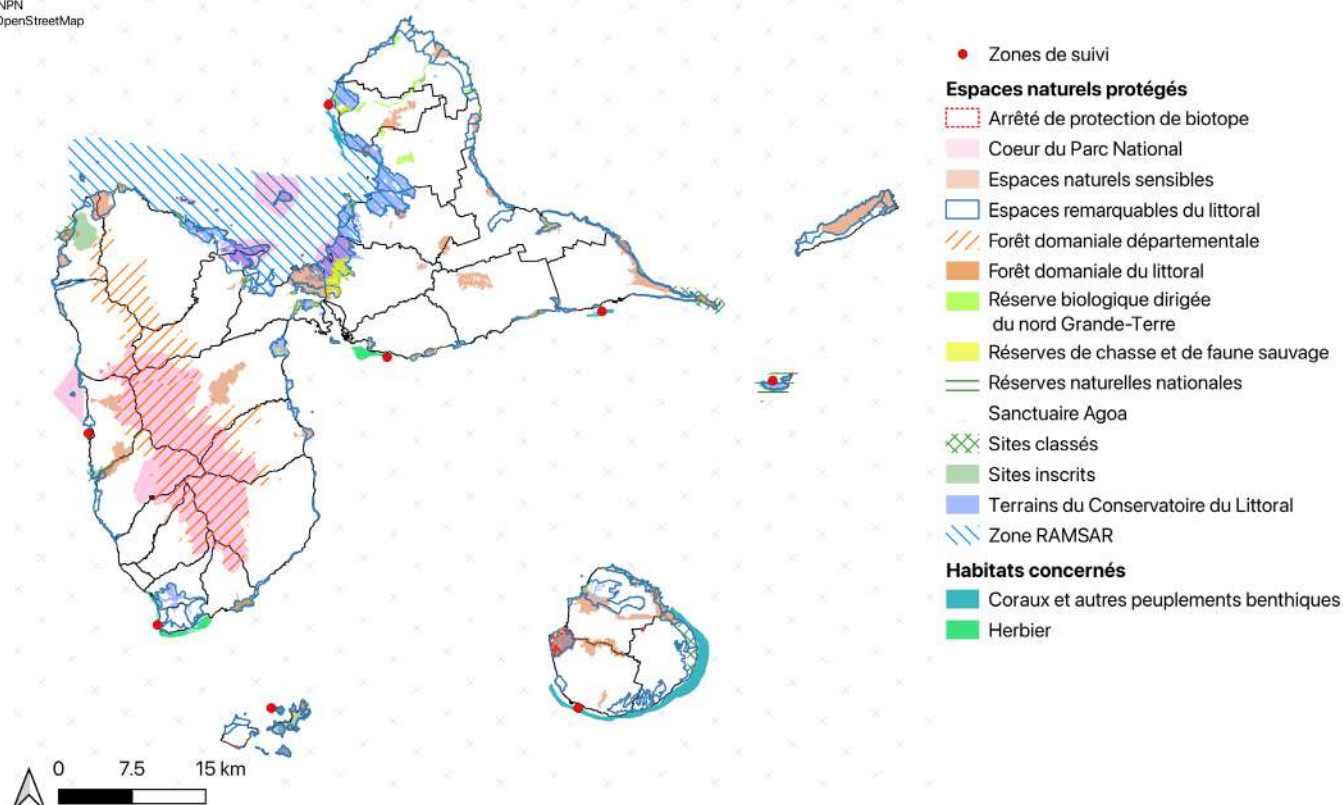 INPN
OpenStreetMap
Zones de suivi
Espaces naturels protégés
Arrêté de protection de biotope
Coeur du Parc National
Espaces naturels sensibles
Espaces remarquables du littoral
Forêt domaniale départementale
Forêt domaniale du littoral
Réserve biologique dirigée
du nord Grande-Terre
Réserves de chasse et de faune sauvage
Réserves naturelles nationales
Sanctuaire Agoa
Sites classés
Sites inscrits
Terrains du Conservatoire du Littoral
Zone RAMSAR
Habitats concernés
Coraux et autres peuplements benthiques
Herbier
0 7.5 15 km